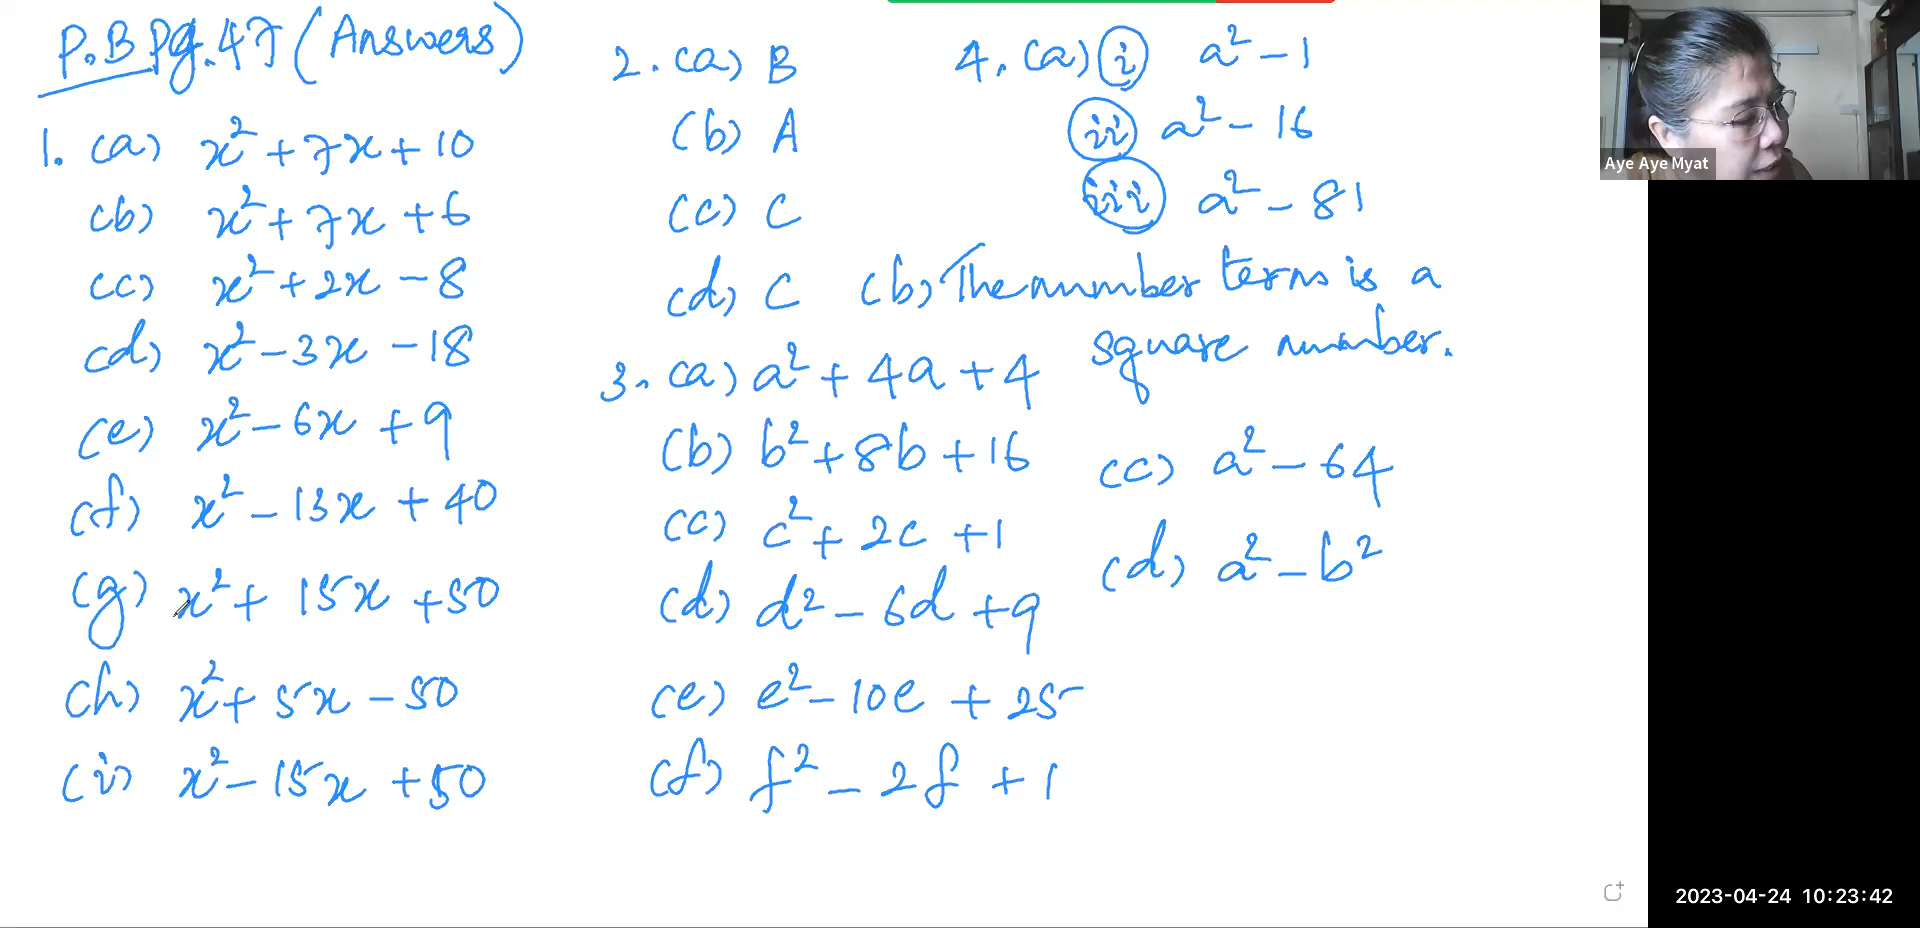 P.B Pg.47 (Answers)
1. (a) x² + 7x + 10
(b) x² + 7x + 6
(c) x² + 2x - 8
(d) x² - 3x - 18
(e) x² - 6x + 9
(f) x² - 13x + 40
(g) x² + 15x + 50
(h) x² + 5x - 50
(i) x² - 15x + 50
2. (a) B
(b) A
(c) C
(d) C
3. (a) a² + 4a + 4
(b) b² + 8b + 16
(c) c² + 2c + 1
(d) d² - 6d + 9
(e) e² - 10e + 25
(f) f² - 2f + 1
4. (a) (i) a² - 1
(ii) a² - 16
(iii) a² - 81
(b) The number terms is a
square number.
(c) a² - 64
(d) a² - b²
Aye Aye Myat
2023-04-24 10:23:42